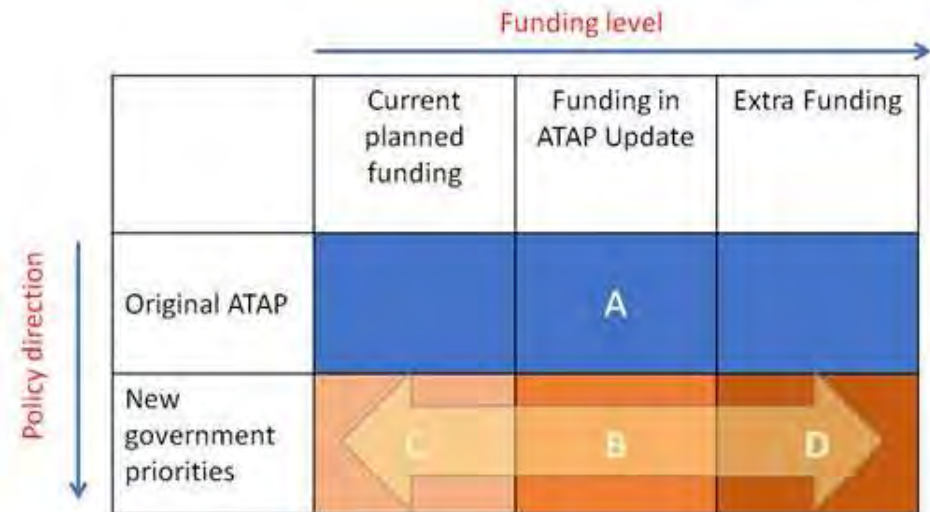 Funding level
Current
planned
funding
Funding in
ATAP Update
Extra Funding
Policy direction
Original ATAP
A
New
government
priorities
C
B
D